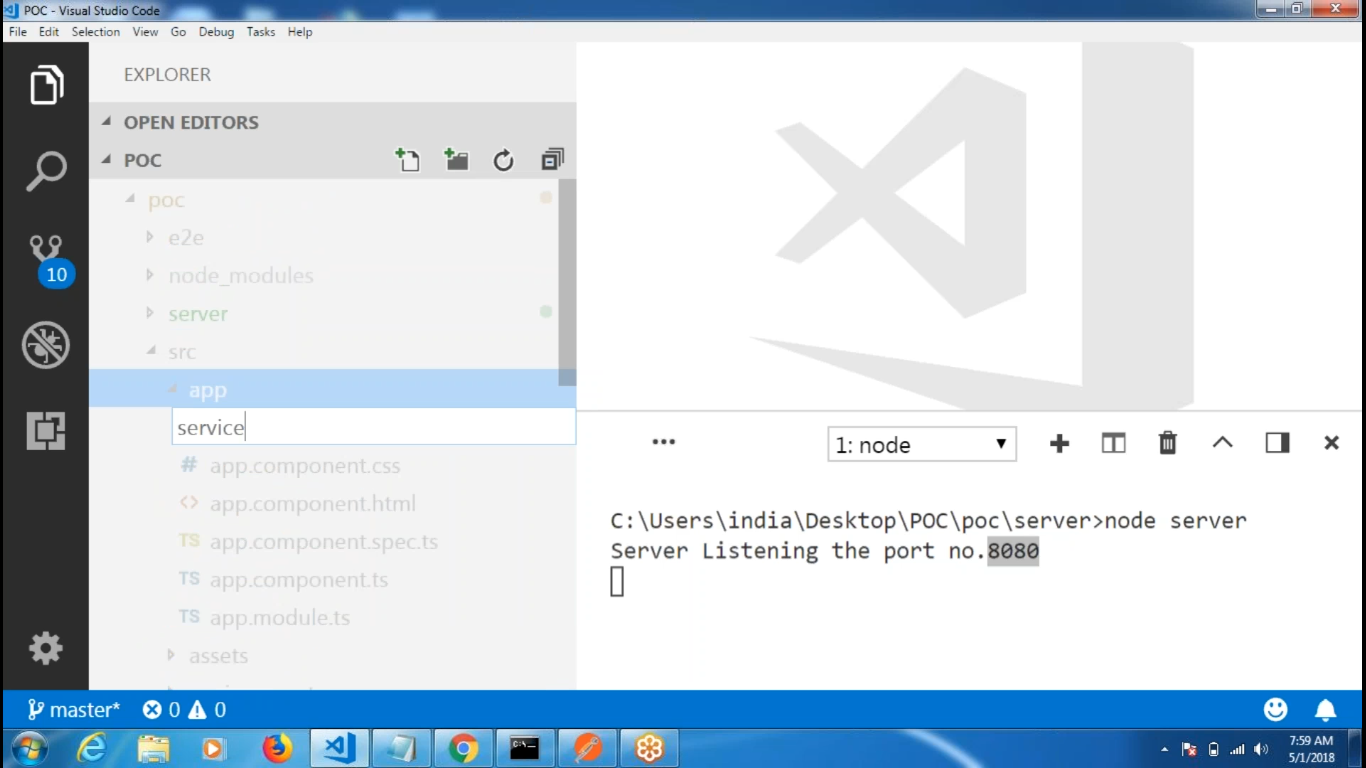 POC - Visual Studio Code
File Edit Selection View Go Debug Tasks Help
EXPLORER
OPEN EDITORS
POC
poc
e2e
node_modules
server
src
app
service
# app.component.css
<> app.component.html
TS app.component.spec.ts
TS app.component.ts
TS app.module.ts
assets
10
1: node
C:\Users\india\Desktop\POC\poc\server>node server
Server Listening the port no.8080
master* 0 0
7:59 AM
5/1/2018